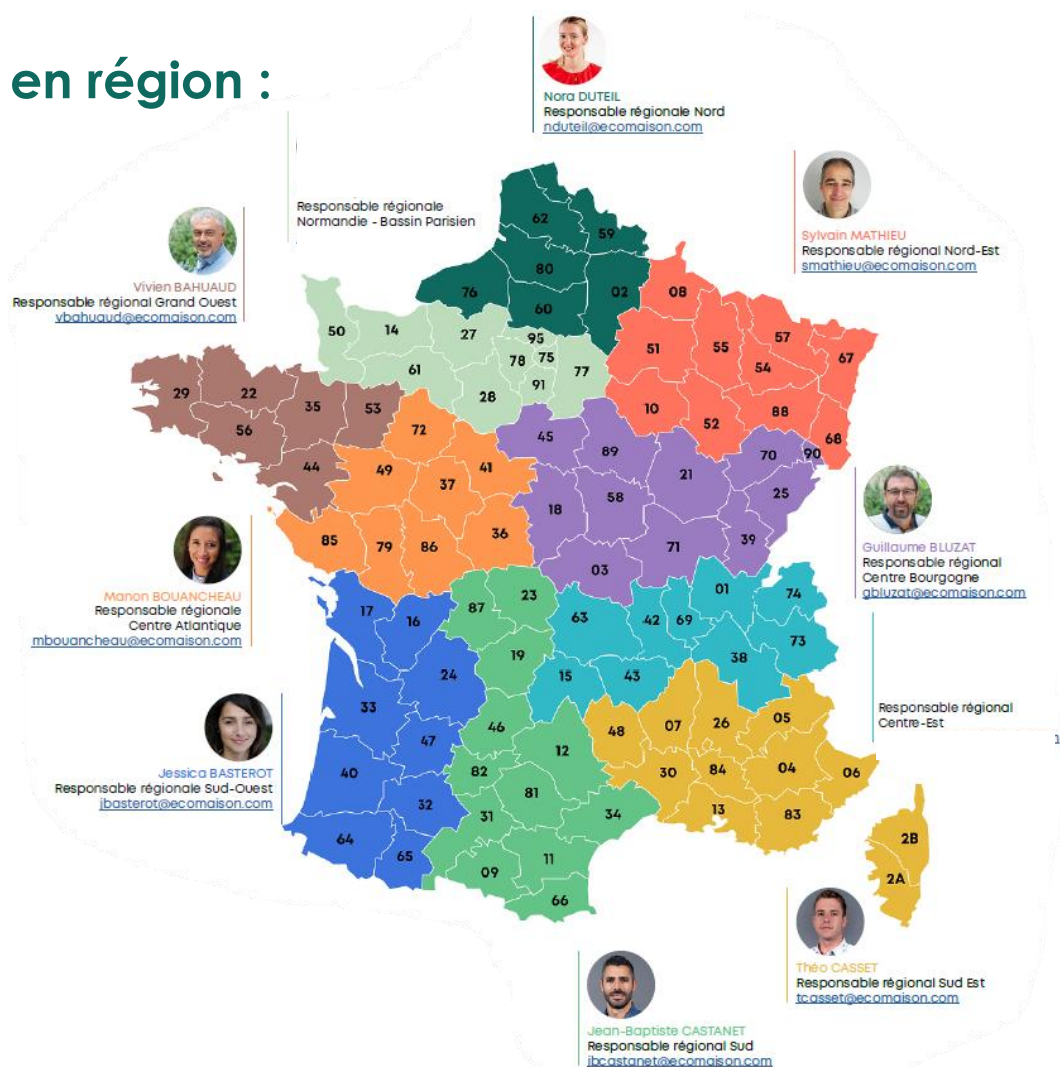 en région :
Nora DUTEIL
Responsable régionale Nord
nduteil@ecomaison.com
Responsable régionale
Normandie - Bassin Parisien
Sylvain MATHIEU
Responsable régional Nord-Est
smathieu@ecomaison.com
Vivien BAHUAUD
Responsable régional Grand Ouest
vbahuaud@ecomaison.com
62
59
80
76
60
02
08
50
14
27
95
78
75
77
91
61
28
51
55
57
67
54
10
52
88
68
29
22
35
53
56
44
72
49
41
37
85
79
86
36
45
89
21
70
90
25
18
58
39
71
03
Guillaume BLUZAT
Responsable régional
Centre Bourgogne
gbluzat@ecomaison.com
Manon BOUANCHEAU
Responsable régionale
Centre Atlantique
mbouancheau@ecomaison.com
17
16
87
23
63
42
69
01
74
73
19
24
15
43
38
33
Responsable régional
Centre-Est
46
48
07
26
05
47
12
Jessica BASTEROT
Responsable régionale Sud-Ouest
jbasterot@ecomaison.com
40
82
30
84
04
06
32
81
31
34
13
83
64
65
09
11
66
2B
2A
Théo CASSET
Responsable régional Sud Est
tcasset@ecomaison.com
Jean-Baptiste CASTANET
Responsable régional Sud
jbcastanet@ecomaison.com